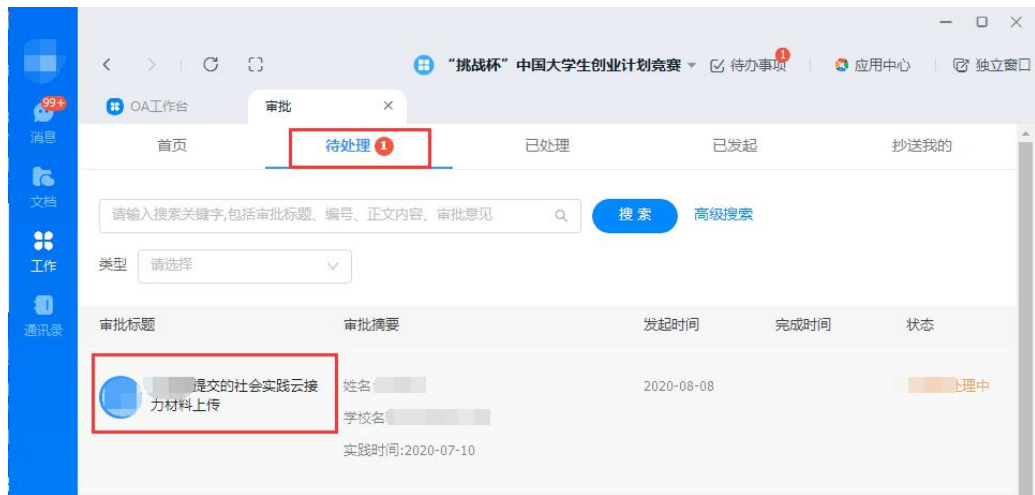 “挑战杯”中国大学生创业计划竞赛 待办事项 1 应用中心 独立窗口
OA工作台 审批
99+
消息
文档
工作
通讯录
首页 待处理 1 已处理 已发起 抄送我的
请输入搜索关键字,包括审批标题、编号、正文内容、审批意见 搜索 高级搜索
类型 请选择
审批标题 审批摘要 发起时间 完成时间 状态
提交的社会实践云接
力材料上传
姓名 2020-08-08 处理中
学校名
实践时间:2020-07-10